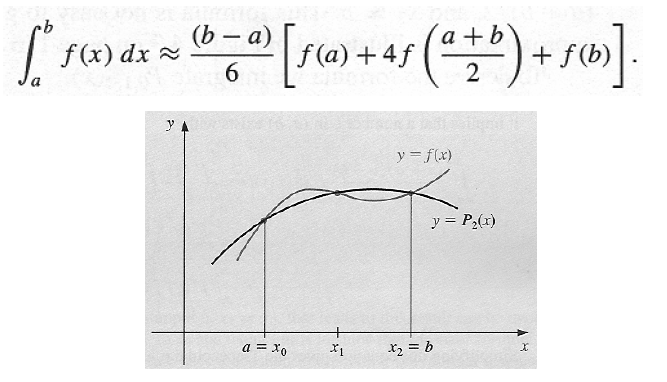 ∫_a^b f(x) dx ≈ (b − a)/6 [ f(a) + 4f ( (a + b)/2 ) + f(b) ] .
y
y = f(x)
y = P₂(x)
a = x₀ x₁ x₂ = b x